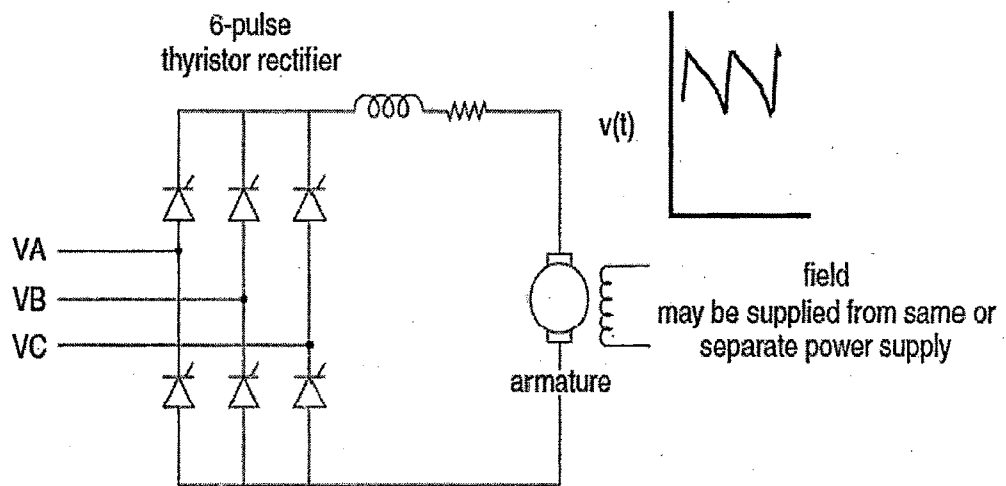 6-pulse
thyristor rectifier
v(t)
VA
VB
VC
field
may be supplied from same or
separate power supply
armature